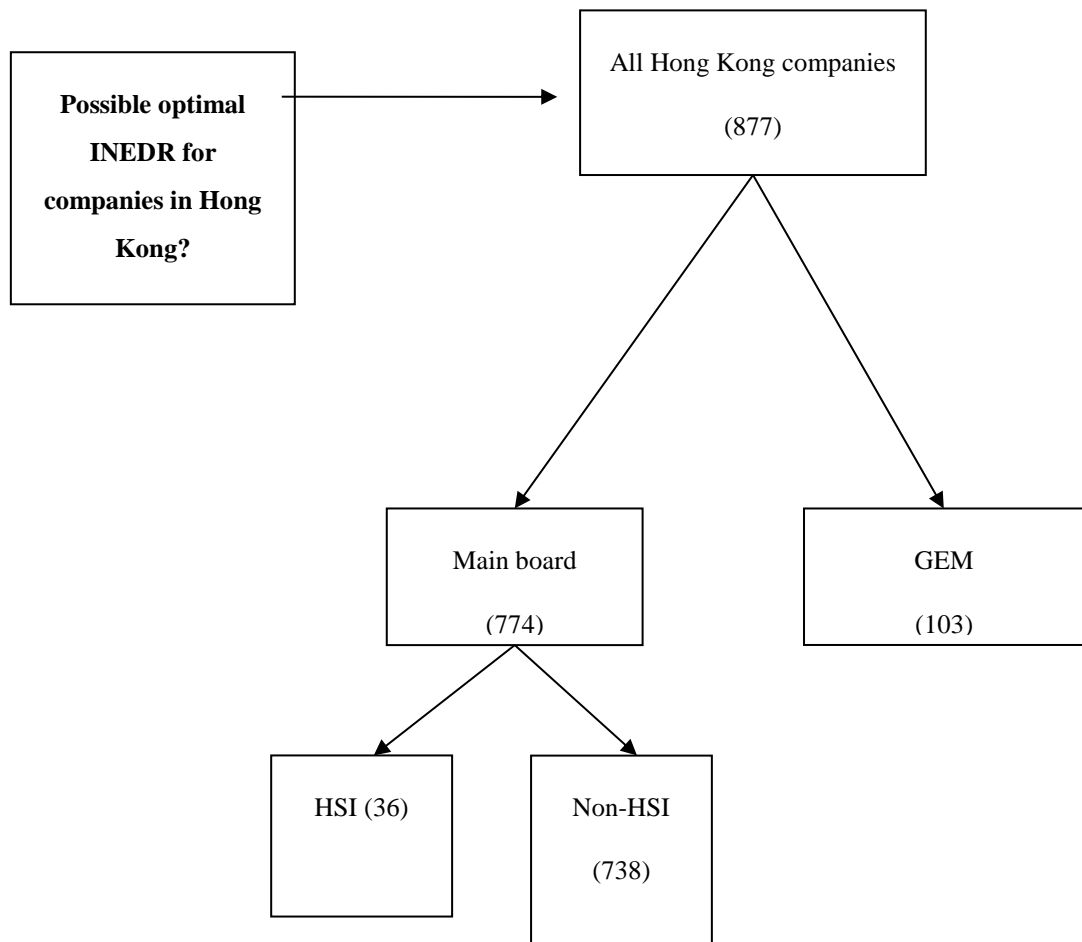 All Hong Kong companies
(877)
Possible optimal
INEDR for
companies in Hong
Kong?
Main board
(774)
GEM
(103)
HSI (36)
Non-HSI
(738)